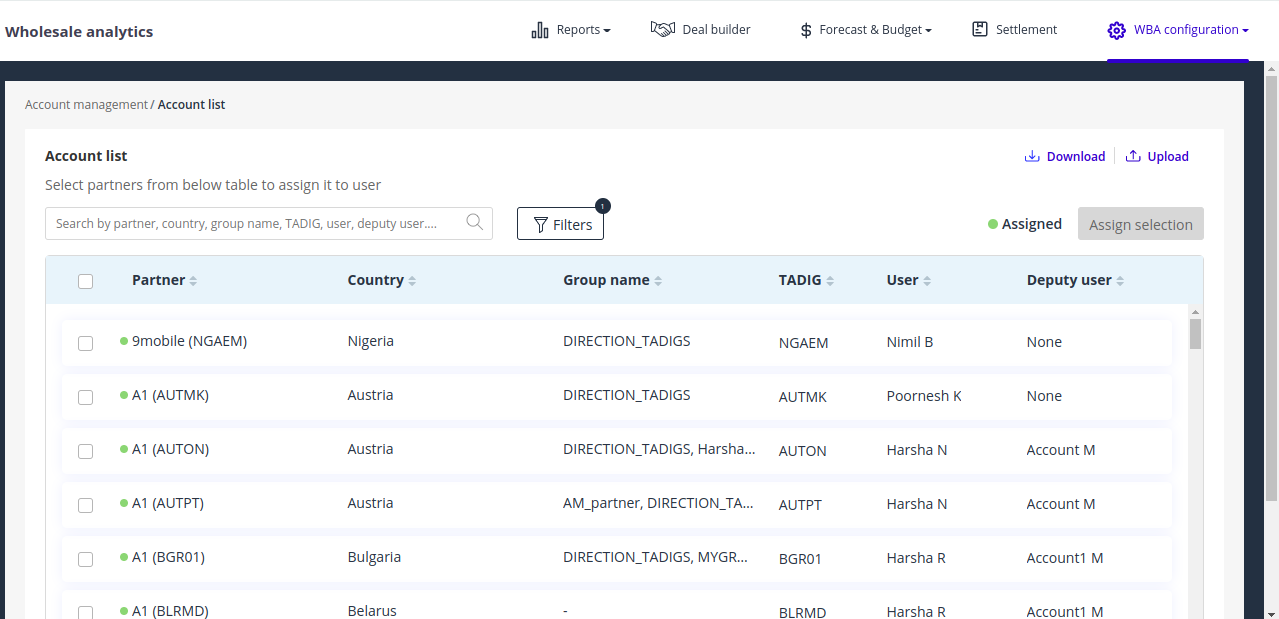 Wholesale analytics
Reports
Deal builder
Forecast & Budget
Settlement
WBA configuration
Account management / Account list
Account list
Download
Upload
Select partners from below table to assign it to user
Search by partner, country, group name, TADIG, user, deputy user....
Filters
1
Assigned
Assign selection
Partner Country Group name TADIG User Deputy user
9mobile (NGAEM) Nigeria DIRECTION_TADIGS NGAEM Nimil B None
A1 (AUTMK) Austria DIRECTION_TADIGS AUTMK Poornesh K None
A1 (AUTON) Austria DIRECTION_TADIGS, Harsha... AUTON Harsha N Account M
A1 (AUTPT) Austria AM_partner, DIRECTION_TA... AUTPT Harsha N Account M
A1 (BGR01) Bulgaria DIRECTION_TADIGS, MYGR... BGR01 Harsha R Account1 M
A1 (BLRMD) Belarus - BLRMD Harsha R Account1 M